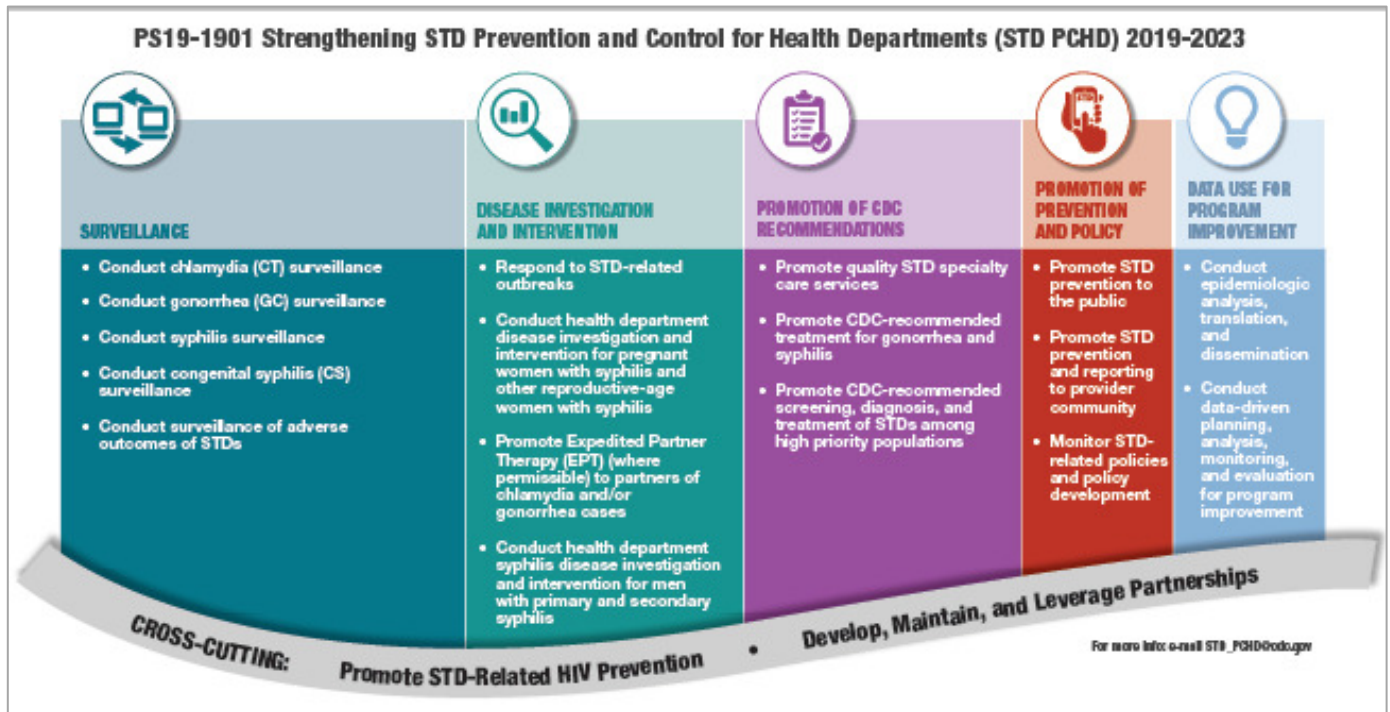 PS19-1901 Strengthening STD Prevention and Control for Health Departments (STD PCHD) 2019-2023
SURVEILLANCE
• Conduct chlamydia (CT) surveillance
• Conduct gonorrhea (GC) surveillance
• Conduct syphilis surveillance
• Conduct congenital syphilis (CS)
surveillance
• Conduct surveillance of adverse
outcomes of STDs
DISEASE INVESTIGATION
AND INTERVENTION
• Respond to STD-related
outbreaks
• Conduct health department
disease investigation and
intervention for pregnant
women with syphilis and
other reproductive-age
women with syphilis
• Promote Expedited Partner
Therapy (EPT) (where
permissible) to partners of
chlamydia and/or
gonorrhea cases
• Conduct health department
syphilis disease investigation
and intervention for men
with primary and secondary
syphilis
PROMOTION OF CDC
RECOMMENDATIONS
• Promote quality STD specialty
care services
• Promote CDC-recommended
treatment for gonorrhea and
syphilis
• Promote CDC-recommended
screening, diagnosis, and
treatment of STDs among
high priority populations
PROMOTION OF
PREVENTION
AND POLICY
• Promote STD
prevention to
the public
• Promote STD
prevention
and reporting
to provider
community
• Monitor STD-
related policies
and policy
development
DATA USE FOR
PROGRAM
IMPROVEMENT
• Conduct
epidemiologic
analysis,
translation,
and
dissemination
• Conduct
data-driven
planning,
analysis,
monitoring,
and evaluation
for program
improvement
CROSS-CUTTING: Promote STD-Related HIV Prevention • Develop, Maintain, and Leverage Partnerships
For more info: e-mail STD_PCHD@cdc.gov